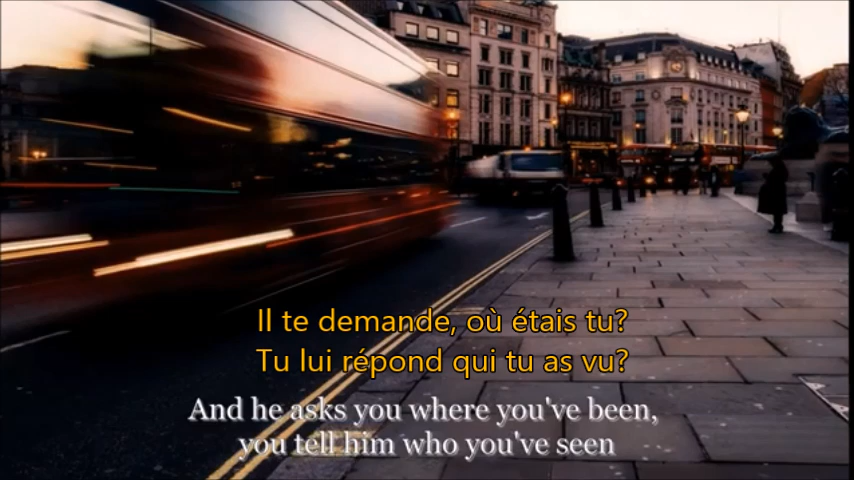 Il te demande, où étais tu?
Tu lui répond qui tu as vu?
And he asks you where you've been,
you tell him who you've seen